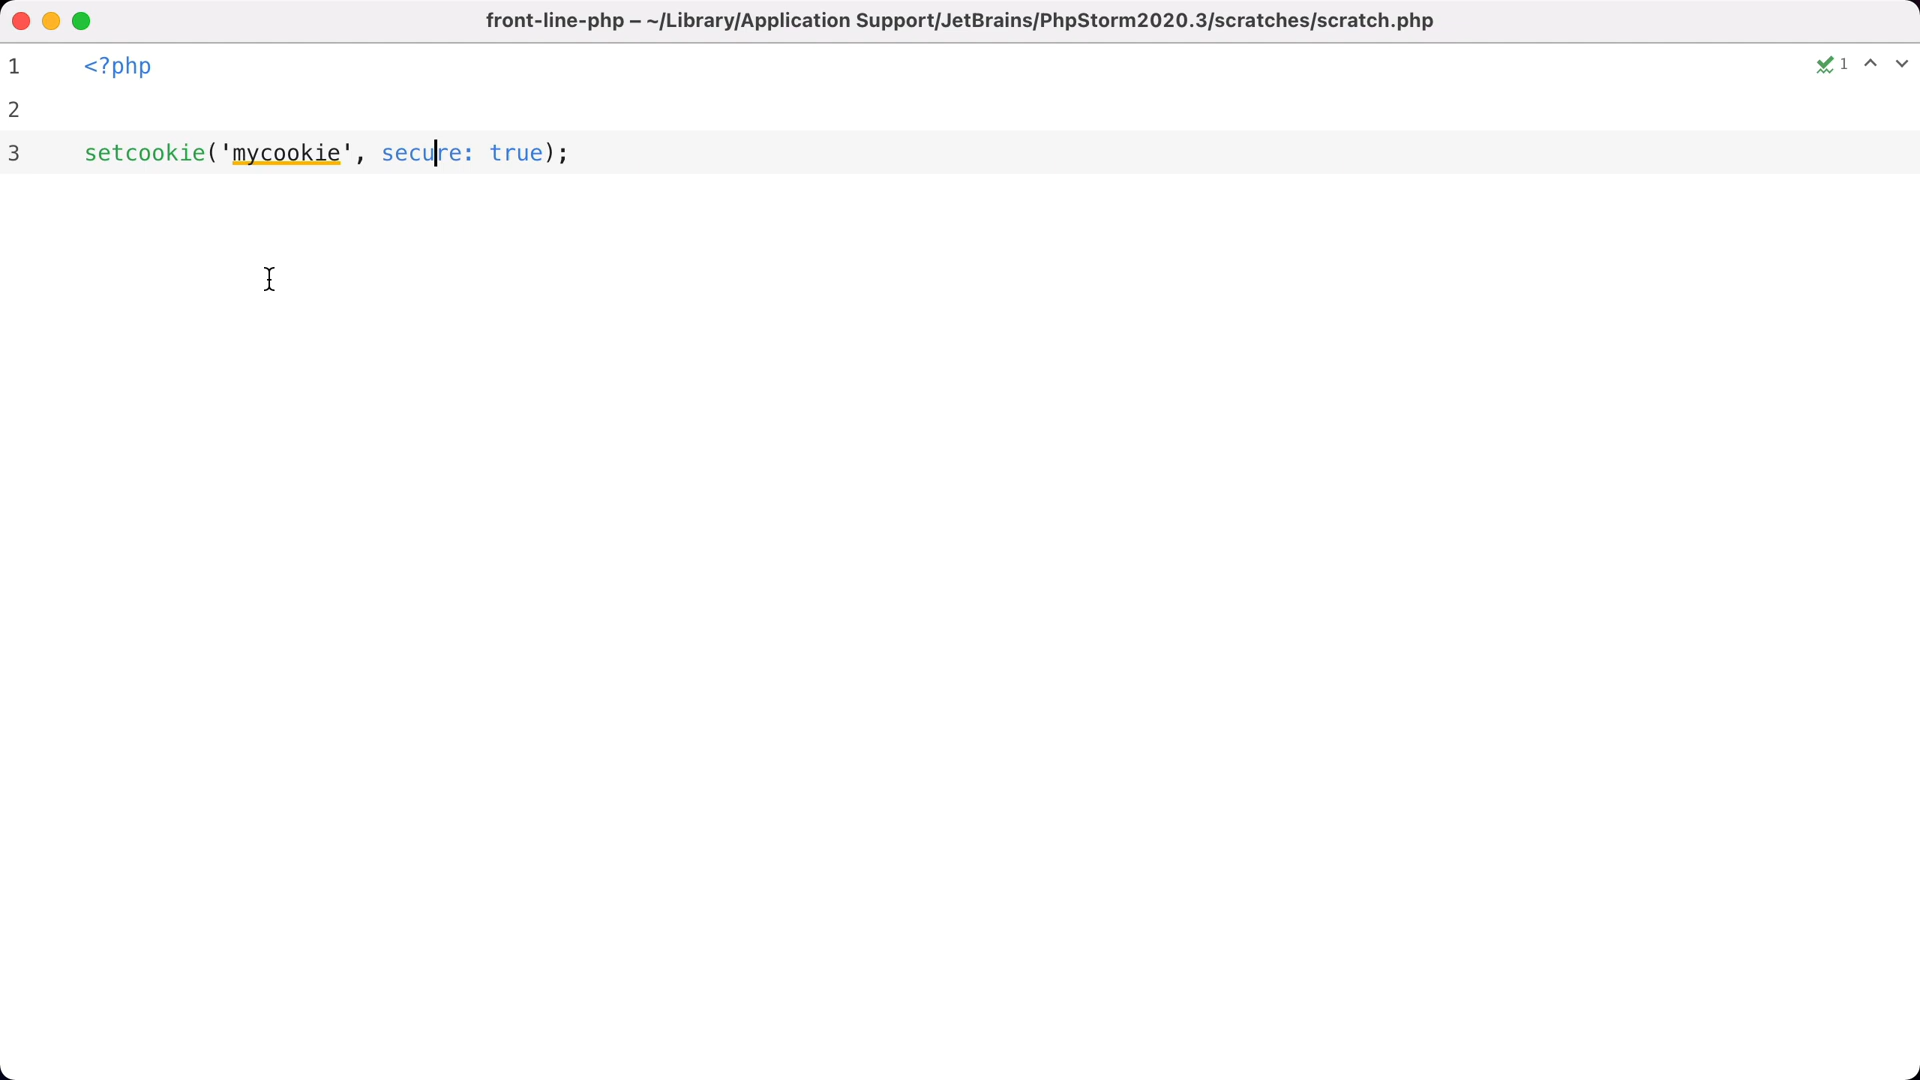 front-line-php – ~/Library/Application Support/JetBrains/PhpStorm2020.3/scratches/scratch.php
1 <?php
1
2
3 setcookie('mycookie', secure: true);